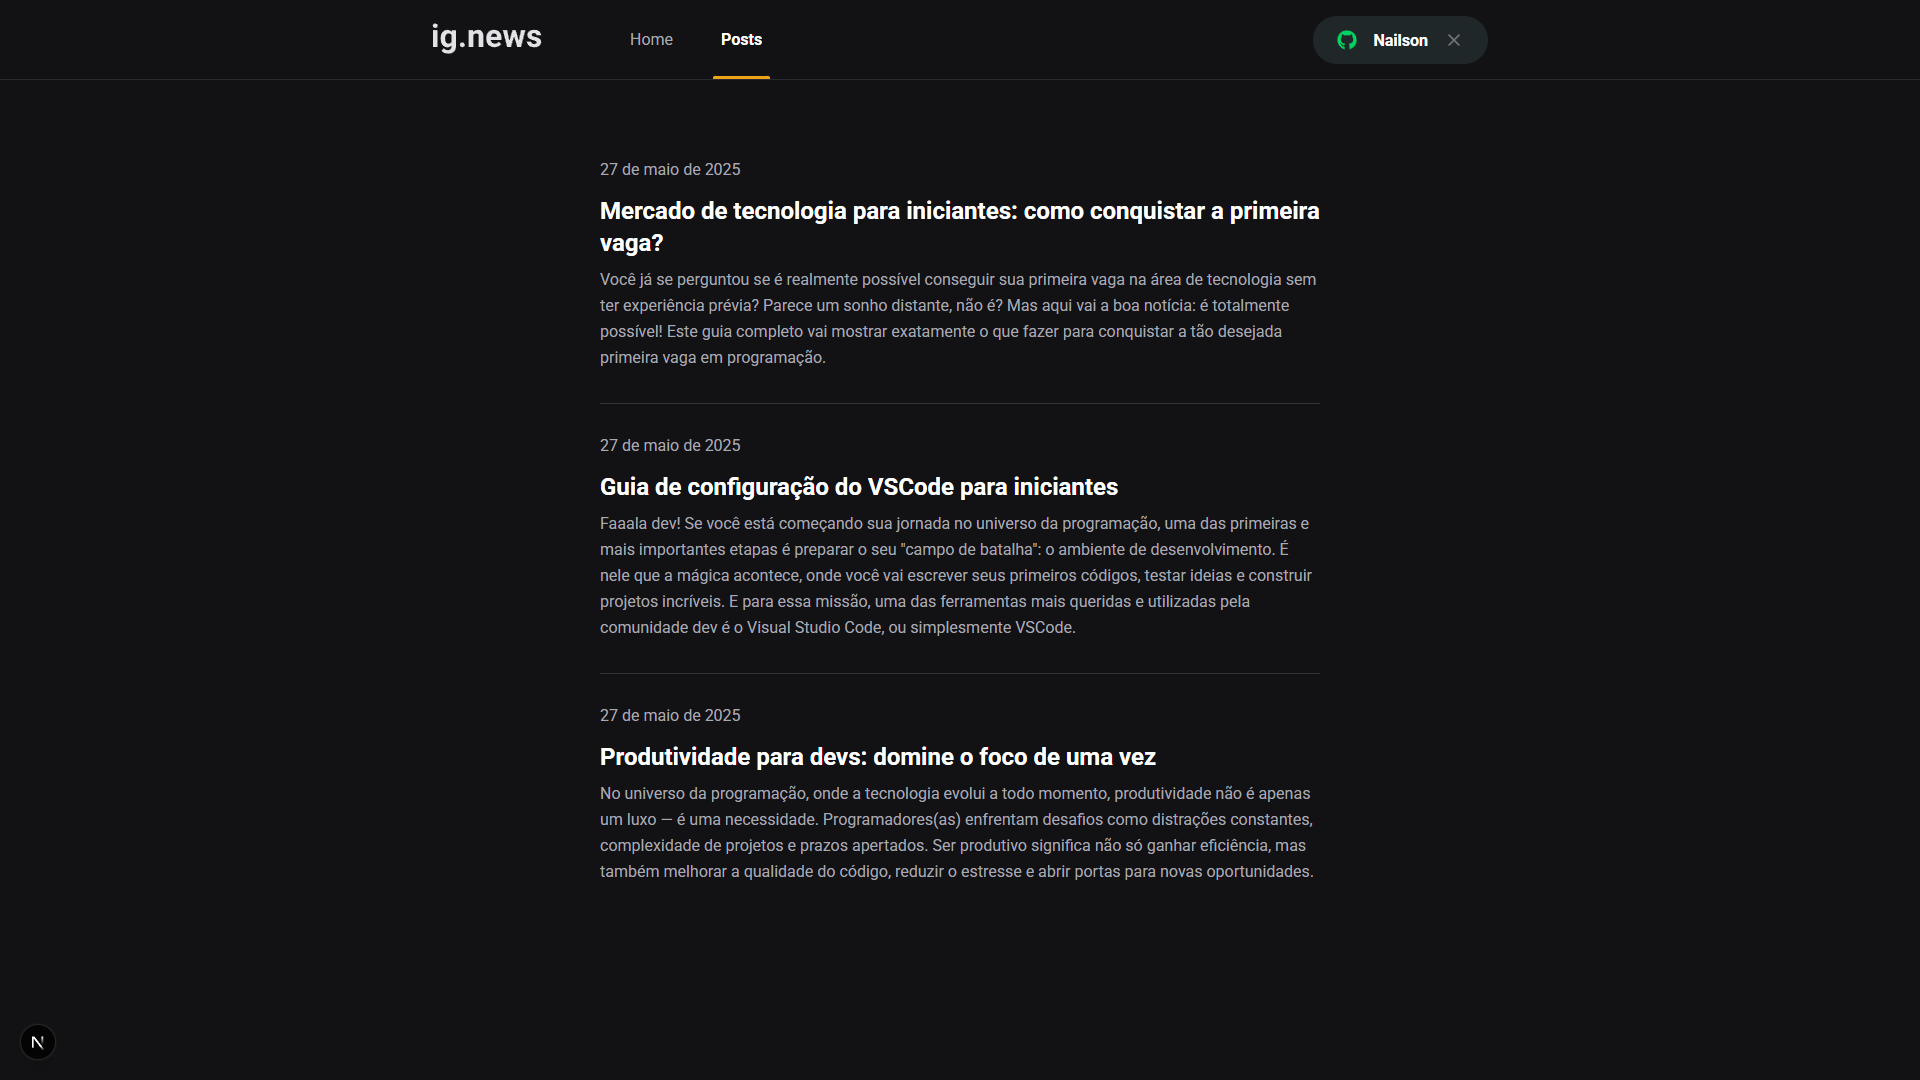 ig.news
Home
Posts
Nailson
27 de maio de 2025
Mercado de tecnologia para iniciantes: como conquistar a primeira
vaga?
Você já se perguntou se é realmente possível conseguir sua primeira vaga na área de tecnologia sem
ter experiência prévia? Parece um sonho distante, não é? Mas aqui vai a boa notícia: é totalmente
possível! Este guia completo vai mostrar exatamente o que fazer para conquistar a tão desejada
primeira vaga em programação.
27 de maio de 2025
Guia de configuração do VSCode para iniciantes
Faaala dev! Se você está começando sua jornada no universo da programação, uma das primeiras e
mais importantes etapas é preparar o seu "campo de batalha": o ambiente de desenvolvimento. É
nele que a mágica acontece, onde você vai escrever seus primeiros códigos, testar ideias e construir
projetos incríveis. E para essa missão, uma das ferramentas mais queridas e utilizadas pela
comunidade dev é o Visual Studio Code, ou simplesmente VSCode.
27 de maio de 2025
Produtividade para devs: domine o foco de uma vez
No universo da programação, onde a tecnologia evolui a todo momento, produtividade não é apenas
um luxo — é uma necessidade. Programadores(as) enfrentam desafios como distrações constantes,
complexidade de projetos e prazos apertados. Ser produtivo significa não só ganhar eficiência, mas
também melhorar a qualidade do código, reduzir o estresse e abrir portas para novas oportunidades.
N